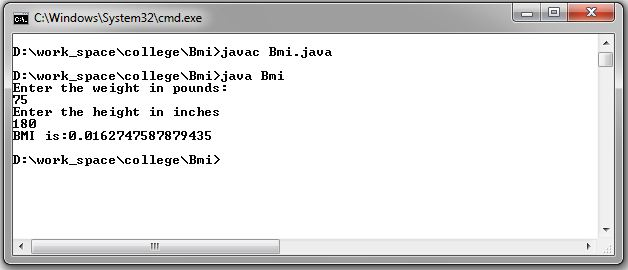 C:\Windows\System32\cmd.exe
D:\work_space\college\Bmi>javac Bmi.java
D:\work_space\college\Bmi>java Bmi
Enter the weight in pounds:
75
Enter the height in inches
180
BMI is:0.0162747587879435
D:\work_space\college\Bmi>